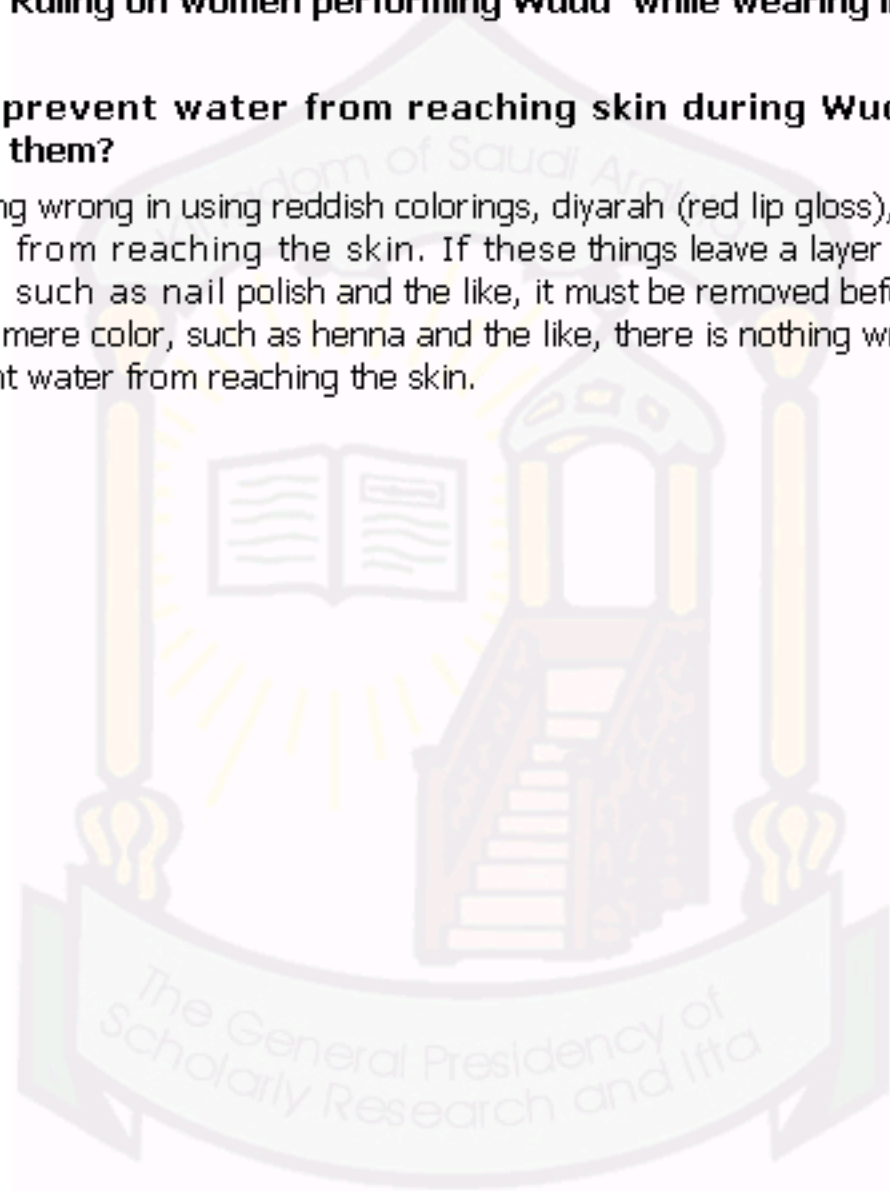 Ruling on women performing Wudu' while wearing
prevent water from reaching skin during Wud
them?
ng wrong in using reddish colorings, diyarah (red lip gloss),
from reaching the skin. If these things leave a layer
such as nail polish and the like, it must be removed bef
mere color, such as henna and the like, there is nothing w
nt water from reaching the skin.
Kingdom of Saudi Arabia
The General Presidency of
Scholarly Research and Ifta